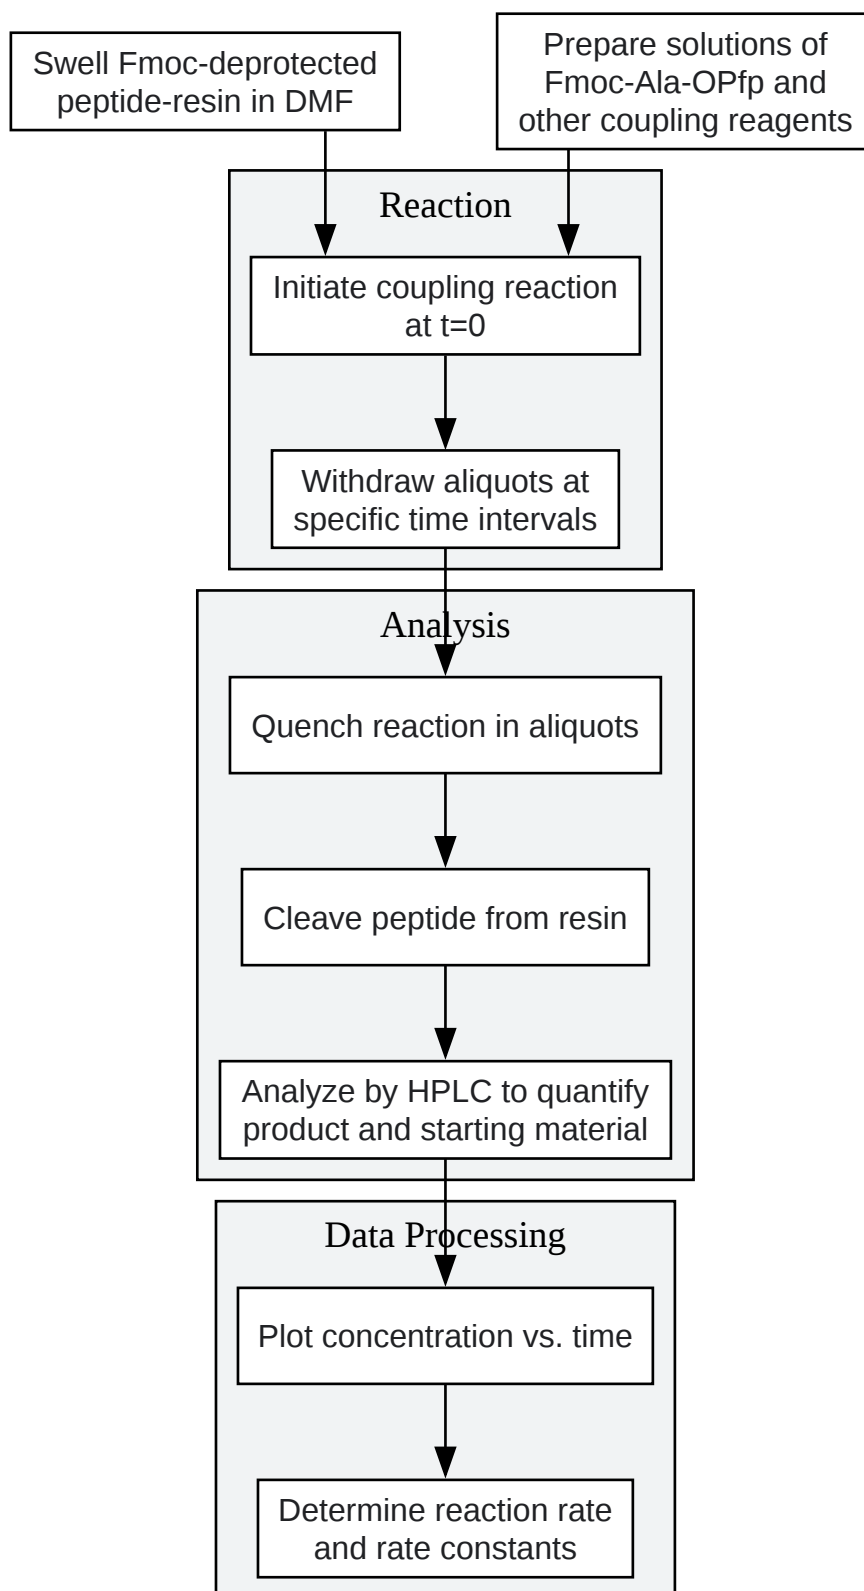 Swell Fmoc-deprotected
peptide-resin in DMF
Prepare solutions of
Fmoc-Ala-OPfp and
other coupling reagents
Reaction
Initiate coupling reaction
at t=0
Withdraw aliquots at
specific time intervals
Analysis
Quench reaction in aliquots
Cleave peptide from resin
Analyze by HPLC to quantify
product and starting material
Data Processing
Plot concentration vs. time
Determine reaction rate
and rate constants